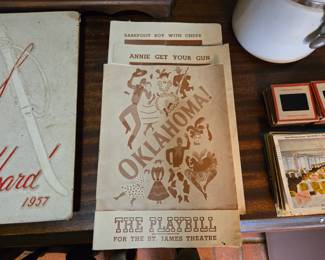 BAREFOOT BOY WITH CHEEK
ANNIE GET YOUR GUN
OKLAHOMA!
THE PLAYBILL
FOR THE ST. JAMES THEATRE
1957